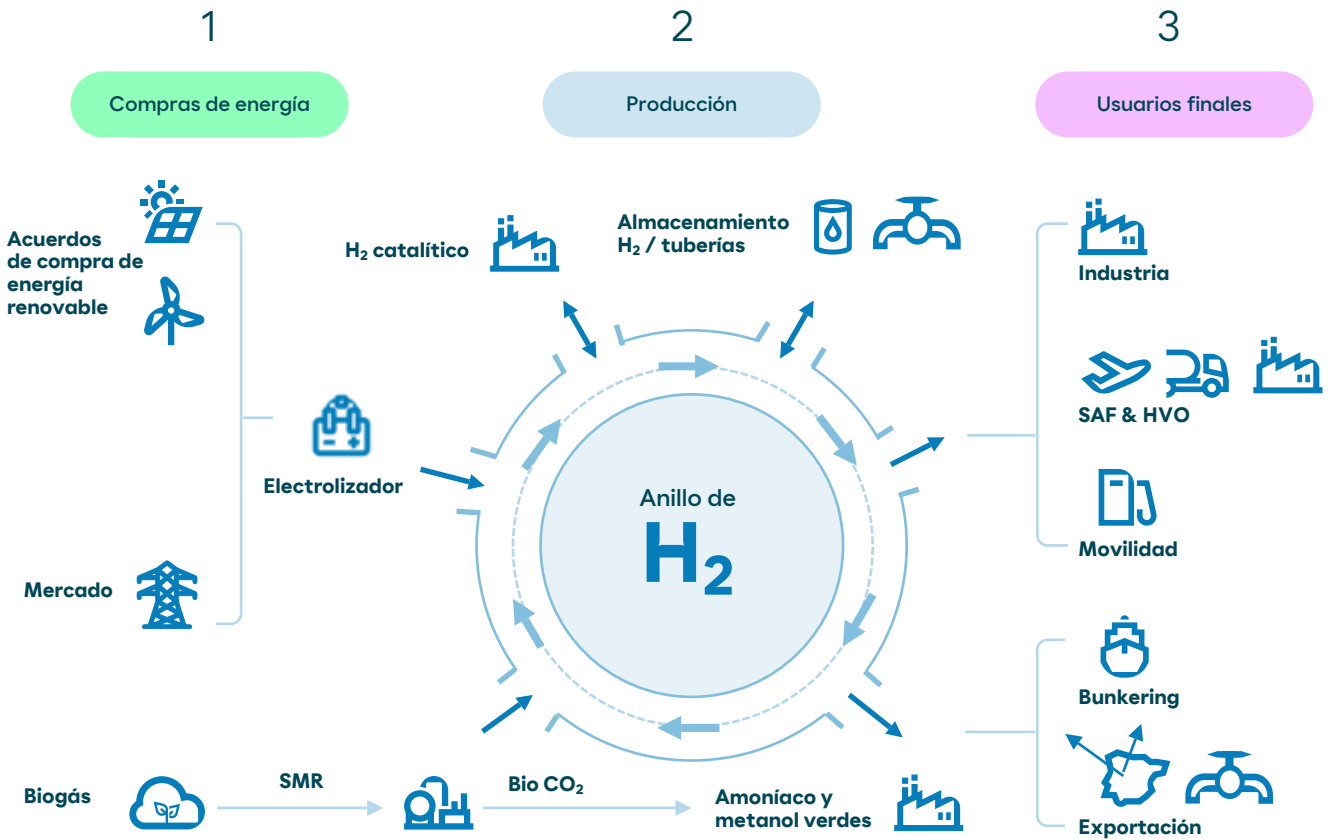 1
2
3
Compras de energía
Producción
Usuarios finales
Acuerdos
de compra de
energía
renovable
H₂ catalítico
Almacenamiento
H₂ / tuberías
Industria
SAF & HVO
Electrolizador
Anillo de
H₂
Movilidad
Mercado
Bunkering
Biogás
SMR
Bio CO₂
Amoníaco y
metanol verdes
Exportación